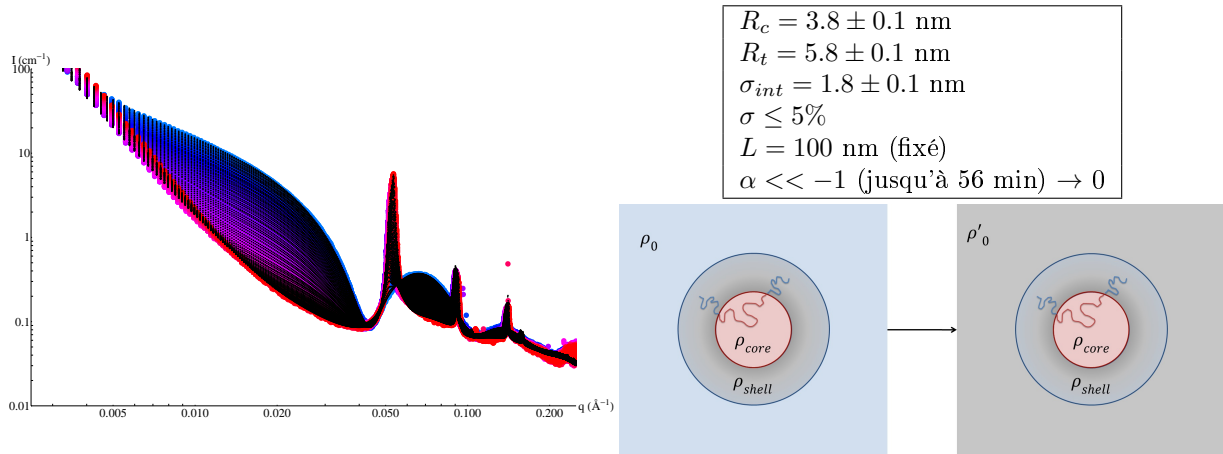 I (cm⁻¹)
100
10
1
0.1
0.01
0.005
0.010
0.020
0.050
0.100
0.200
q (Å⁻¹)
R_c = 3.8 ± 0.1 nm
R_t = 5.8 ± 0.1 nm
σ_int = 1.8 ± 0.1 nm
σ ≤ 5%
L = 100 nm (fixé)
α << −1 (jusqu'à 56 min) → 0
ρ_0
ρ_core
ρ_shell
ρ'_0
ρ_core
ρ_shell